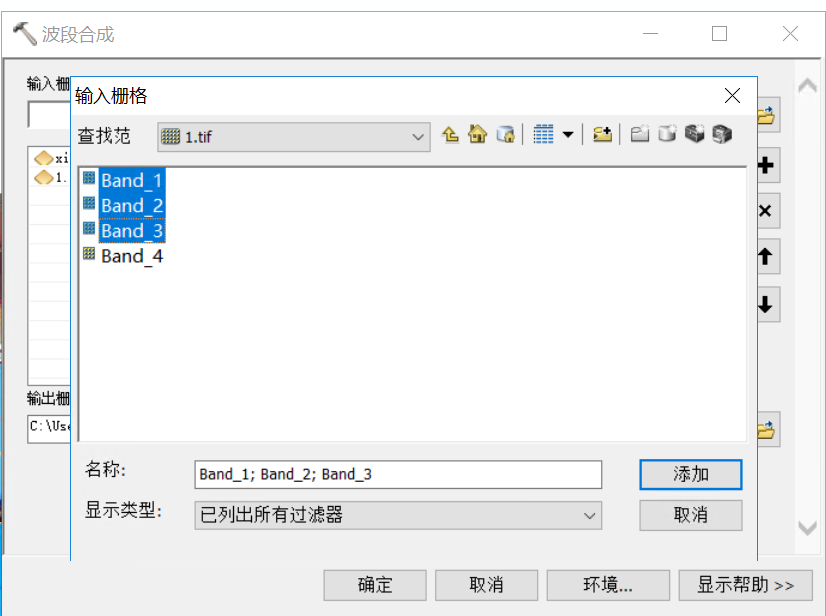 波段合成
输入栅
输入栅格
查找范
1.tif
xi
1.
Band_1
Band_2
Band_3
Band_4
输出栅
C:\Use
名称:
Band_1; Band_2; Band_3
添加
显示类型:
已列出所有过滤器
取消
确定
取消
环境...
显示帮助 >>